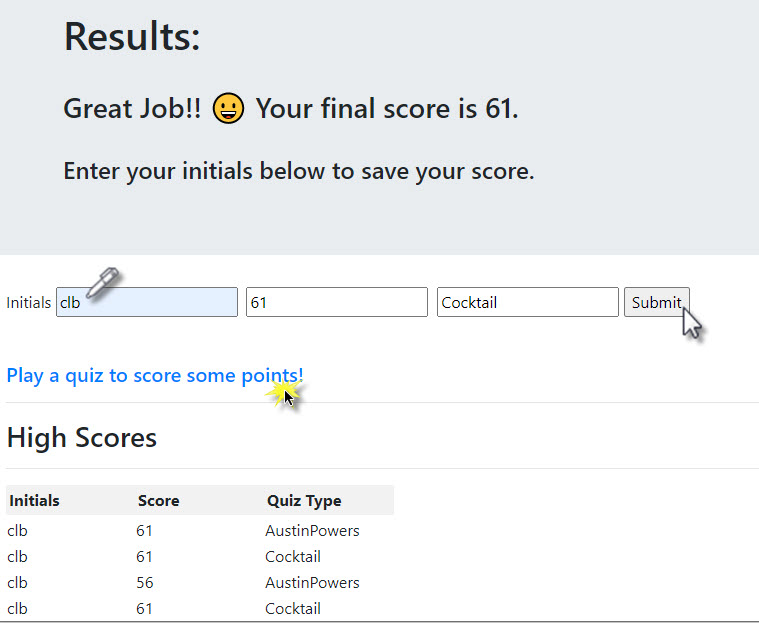 Results:
Great Job!! 😀 Your final score is 61.
Enter your initials below to save your score.
Initials clb 61 Cocktail Submit
Play a quiz to score some points!
High Scores
Initials Score Quiz Type
clb 61 AustinPowers
clb 61 Cocktail
clb 56 AustinPowers
clb 61 Cocktail